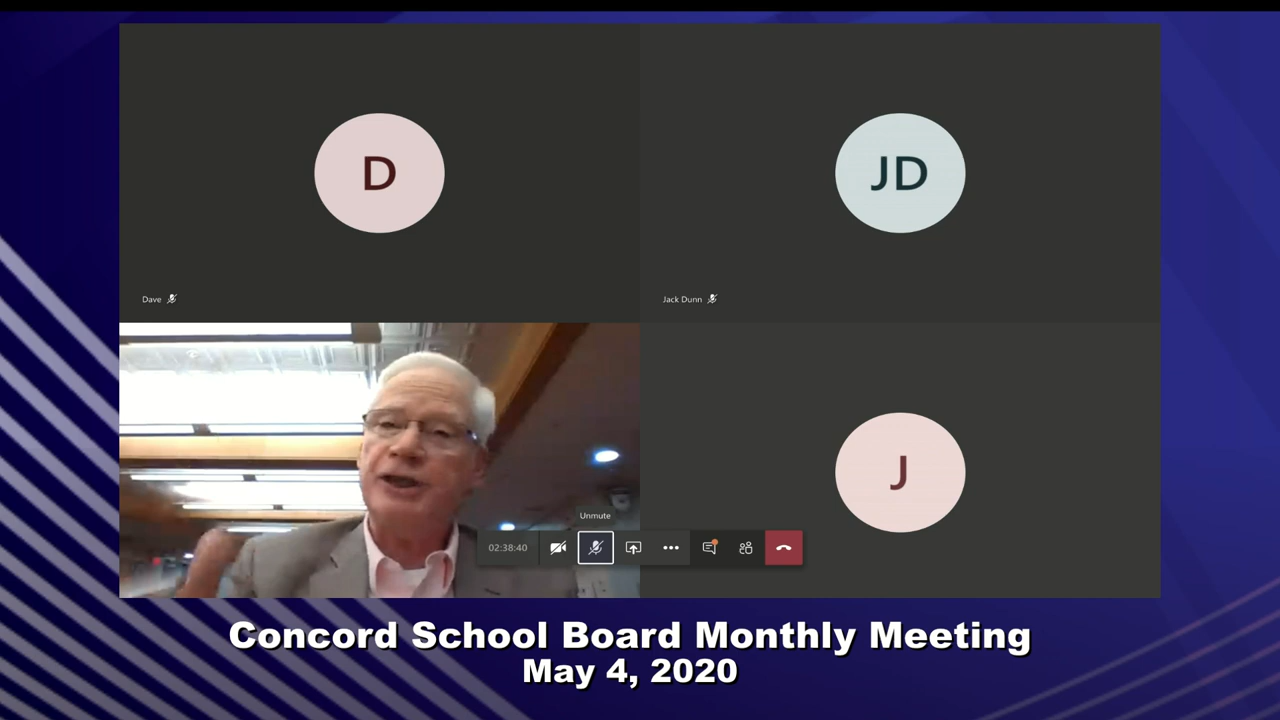 D
JD
Dave
Jack Dunn
J
Unmute
02:38:40
Concord School Board Monthly Meeting
May 4, 2020